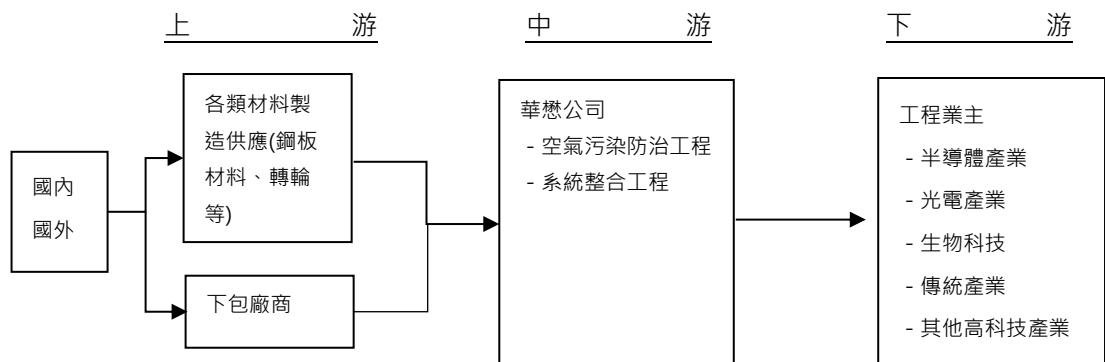 上游
中游
下游
國內
國外
各類材料製
造供應(鋼板
材料、轉輪
等)
下包廠商
華懋公司
- 空氣污染防治工程
- 系統整合工程
工程業主
- 半導體產業
- 光電產業
- 生物科技
- 傳統產業
- 其他高科技產業